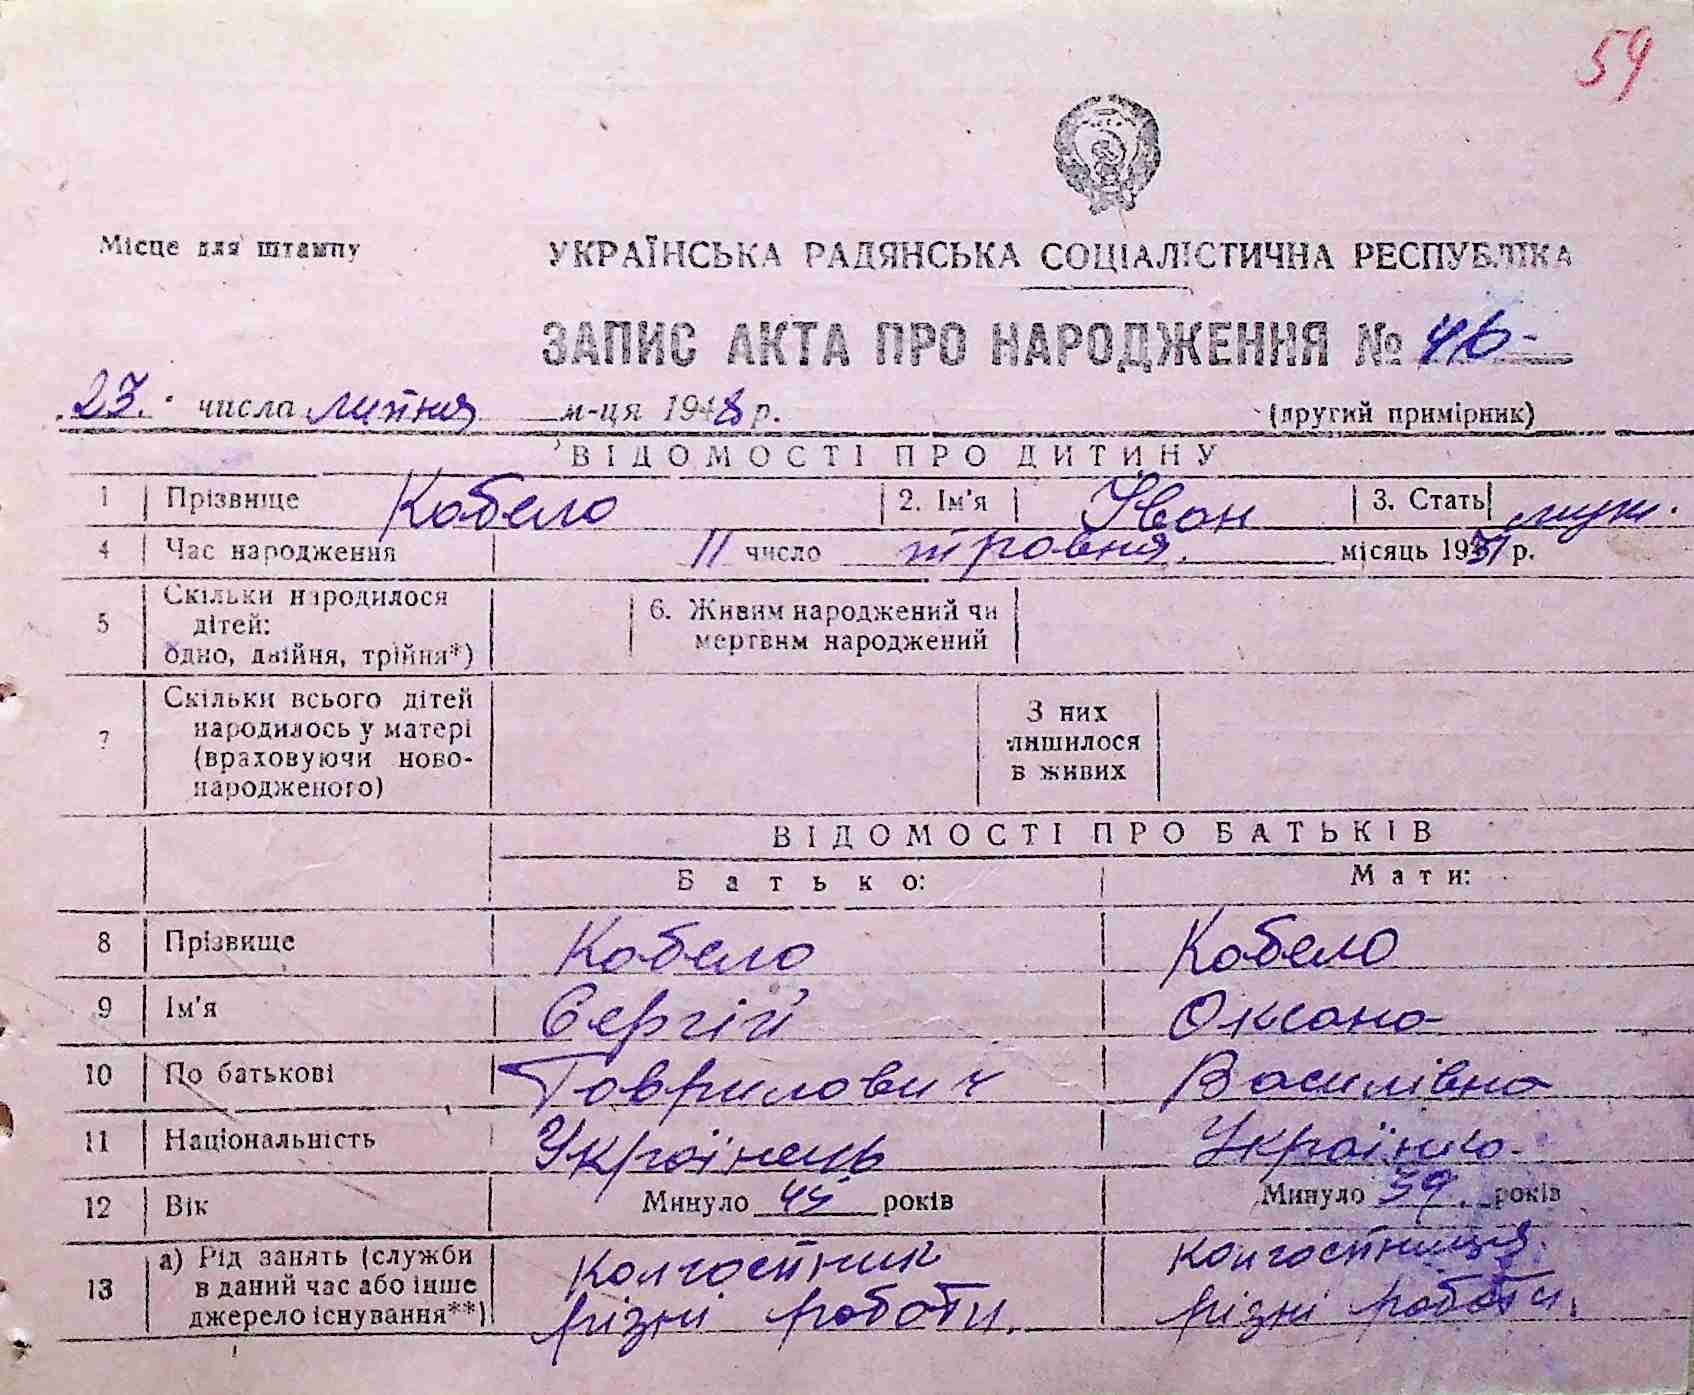 59
Місце для штампу
УКРАЇНСЬКА РАДЯНСЬКА СОЦІАЛІСТИЧНА РЕСПУБЛІКА
ЗАПИС АКТА ПРО НАРОДЖЕННЯ № 46
23. числа липня м-ця 1948 р. (другий примірник)
ВІДОМОСТІ ПРО ДИТИНУ
1 Прізвище Кобело 2. Ім'я Іван 3. Стать муж.
4 Час народження 11 число травня місяць 1931 р.
5 Скільки народилося дітей: одно, двійня, трійня*) 6. Живим народжений чи мертвим народжений
7 Скільки всього дітей народилось у матері (враховуючи новонародженого) З них лишилося в живих
ВІДОМОСТІ ПРО БАТЬКІВ
Батько: Мати:
8 Прізвище Кобело Кобело
9 Ім'я Сергій Оксана
10 По батькові Гаврилович Василівна
11 Національність Українець Україн
12 Вік Минуло років Минуло 39 років
13 а) Рід занять (служби в даний час або інше джерело існування**) колгоспник різні роботи. колгоспниця різні роботи.